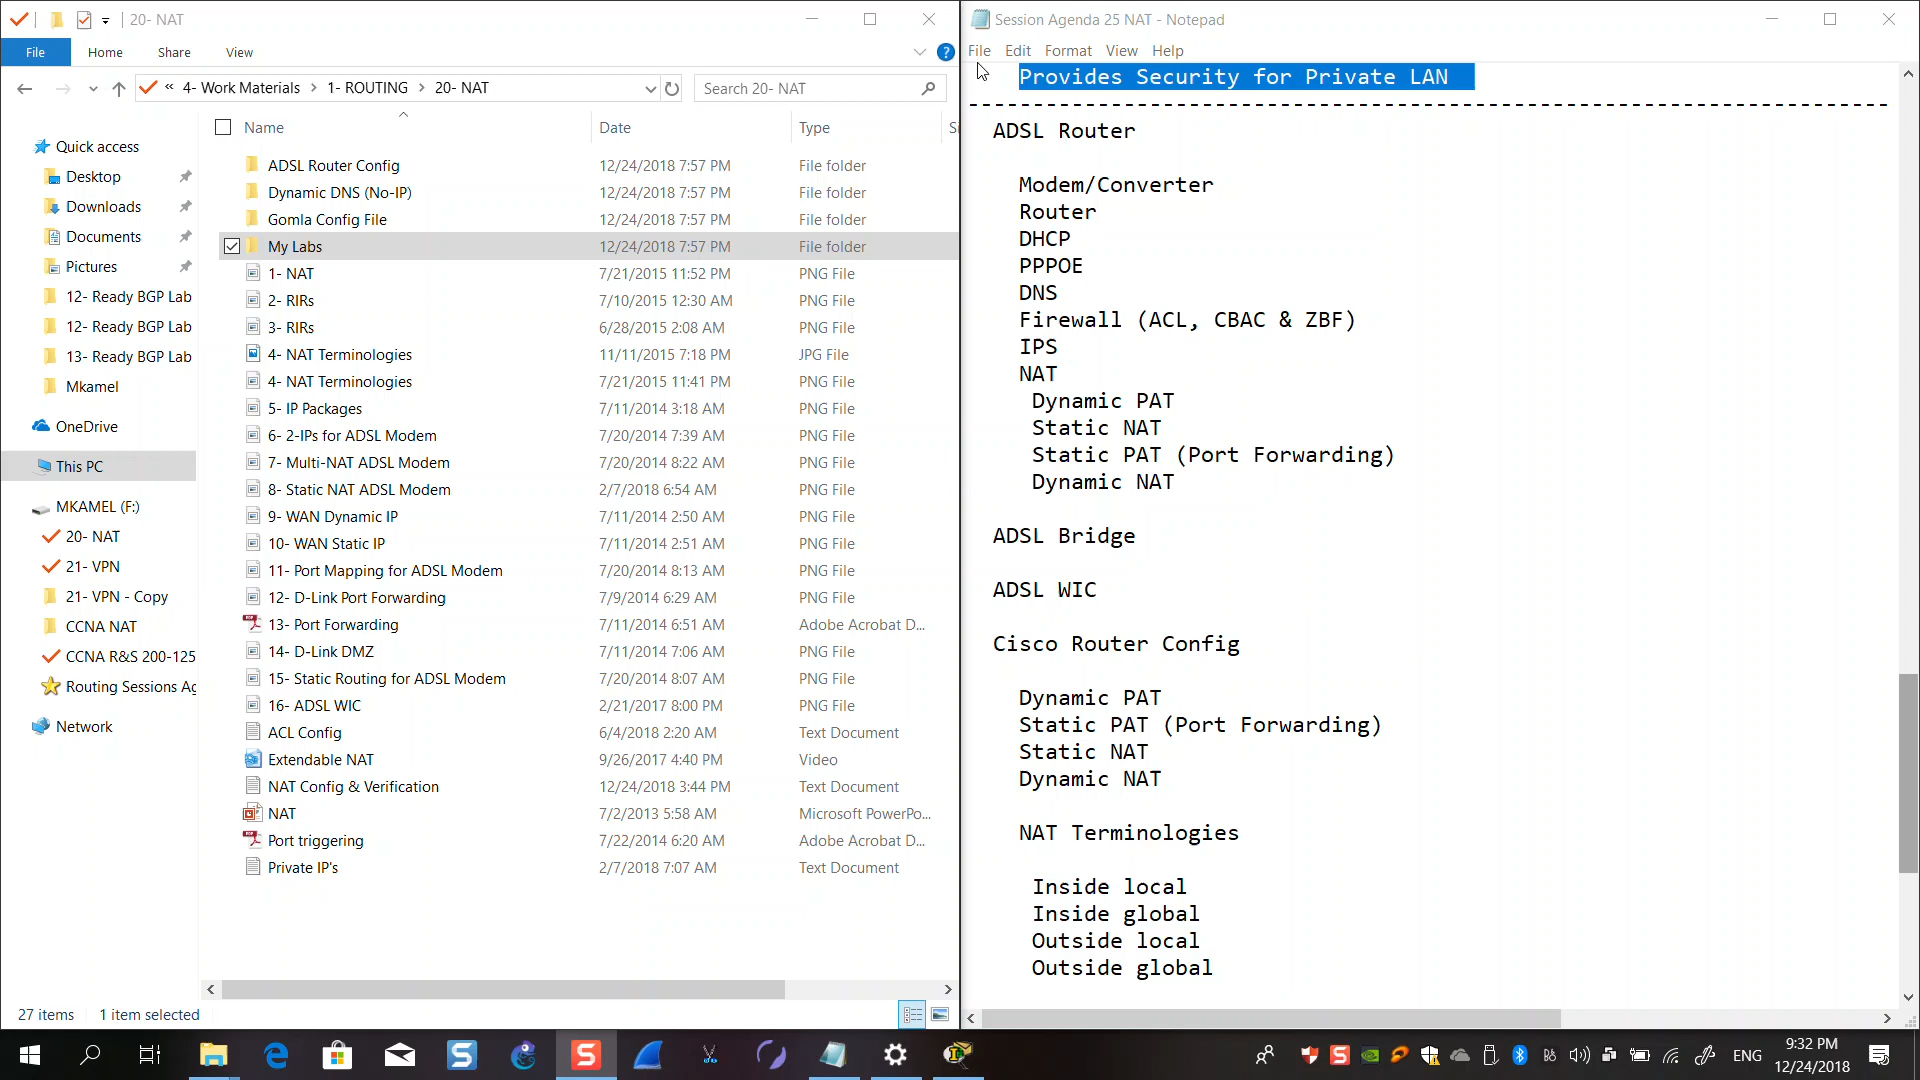 20- NAT
File
Home
Share
View
« 4- Work Materials > 1- ROUTING > 20- NAT
Search 20- NAT
Name
Date
Type
Quick access
Desktop
Downloads
Documents
Pictures
12- Ready BGP Lab
12- Ready BGP Lab
13- Ready BGP Lab
Mkamel
OneDrive
This PC
MKAMEL (F:)
20- NAT
21- VPN
21- VPN - Copy
CCNA NAT
CCNA R&S 200-125
Routing Sessions Ag
Network
ADSL Router Config 12/24/2018 7:57 PM File folder
Dynamic DNS (No-IP) 12/24/2018 7:57 PM File folder
Gomla Config File 12/24/2018 7:57 PM File folder
My Labs 12/24/2018 7:57 PM File folder
1- NAT 7/21/2015 11:52 PM PNG File
2- RIRs 7/10/2015 12:30 AM PNG File
3- RIRs 6/28/2015 2:08 AM PNG File
4- NAT Terminologies 11/11/2015 7:18 PM JPG File
4- NAT Terminologies 7/21/2015 11:41 PM PNG File
5- IP Packages 7/11/2014 3:18 AM PNG File
6- 2-IPs for ADSL Modem 7/20/2014 7:39 AM PNG File
7- Multi-NAT ADSL Modem 7/20/2014 8:22 AM PNG File
8- Static NAT ADSL Modem 2/7/2018 6:54 AM PNG File
9- WAN Dynamic IP 7/11/2014 2:50 AM PNG File
10- WAN Static IP 7/11/2014 2:51 AM PNG File
11- Port Mapping for ADSL Modem 7/20/2014 8:13 AM PNG File
12- D-Link Port Forwarding 7/9/2014 6:29 AM PNG File
13- Port Forwarding 7/11/2014 6:51 AM Adobe Acrobat D...
14- D-Link DMZ 7/11/2014 7:06 AM PNG File
15- Static Routing for ADSL Modem 7/20/2014 8:07 AM PNG File
16- ADSL WIC 2/21/2017 8:00 PM PNG File
ACL Config 6/4/2018 2:20 AM Text Document
Extendable NAT 9/26/2017 4:40 PM Video
NAT Config & Verification 12/24/2018 3:44 PM Text Document
NAT 7/2/2013 5:58 AM Microsoft PowerPo...
Port triggering 7/22/2014 6:20 AM Adobe Acrobat D...
Private IP's 2/7/2018 7:07 AM Text Document
27 items 1 item selected
Session Agenda 25 NAT - Notepad
File Edit Format View Help
Provides Security for Private LAN
-----------------------------------------------------------------------
ADSL Router
Modem/Converter
Router
DHCP
PPPOE
DNS
Firewall (ACL, CBAC & ZBF)
IPS
NAT
Dynamic PAT
Static NAT
Static PAT (Port Forwarding)
Dynamic NAT
ADSL Bridge
ADSL WIC
Cisco Router Config
Dynamic PAT
Static PAT (Port Forwarding)
Static NAT
Dynamic NAT
NAT Terminologies
Inside local
Inside global
Outside local
Outside global
ENG
9:32 PM
12/24/2018